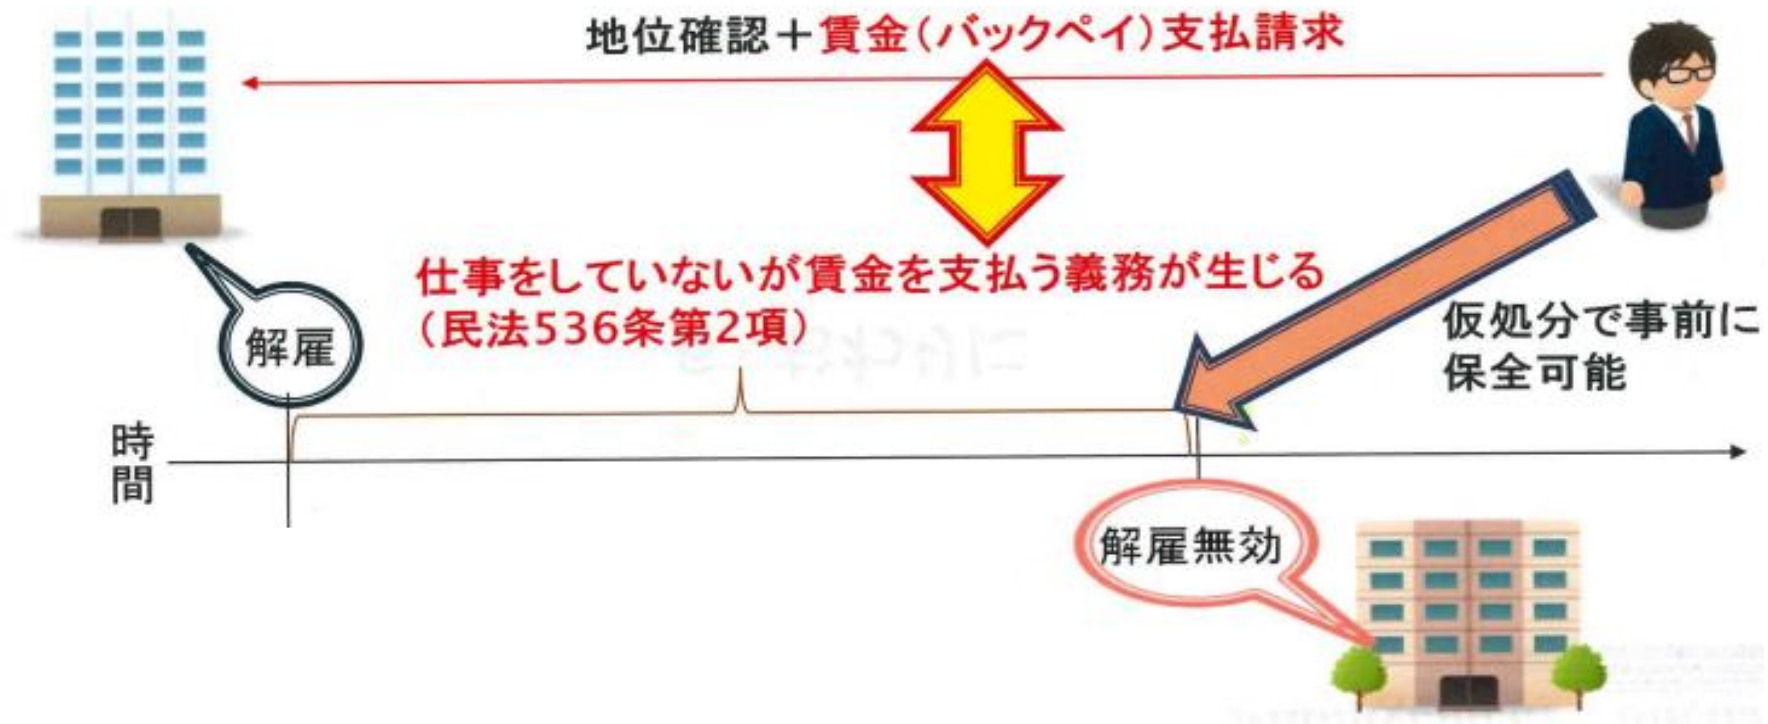 地位確認＋賃金（バックペイ）支払請求
仕事をしていないが賃金を支払う義務が生じる
（民法536条第2項）
解雇
仮処分で事前に
保全可能
時間
解雇無効